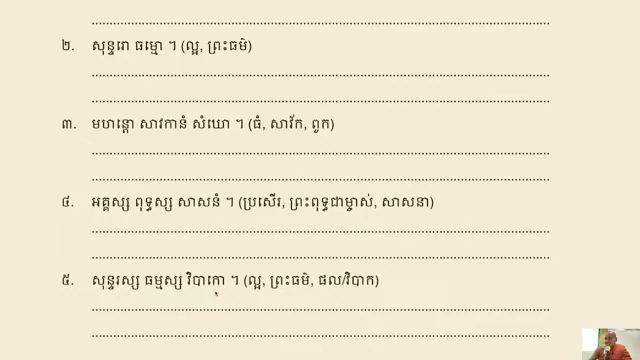 ២. សុន្ទរោ ធម្មោ ។ (ល្អ, ព្រះធម៌)
៣. មហន្តោ សាវកានំ សំឃោ ។ (ធំ, សាវ័ក, ពួក)
៤. អគ្គស្ស ពុទ្ធស្ស សាសនំ ។ (ប្រសើរ, ព្រះពុទ្ធជាម្ចាស់, សាសនា)
៥. សុន្ទរស្ស ធម្មស្ស វិបាកោ ។ (ល្អ, ព្រះធម៌, ផល/វិបាក)